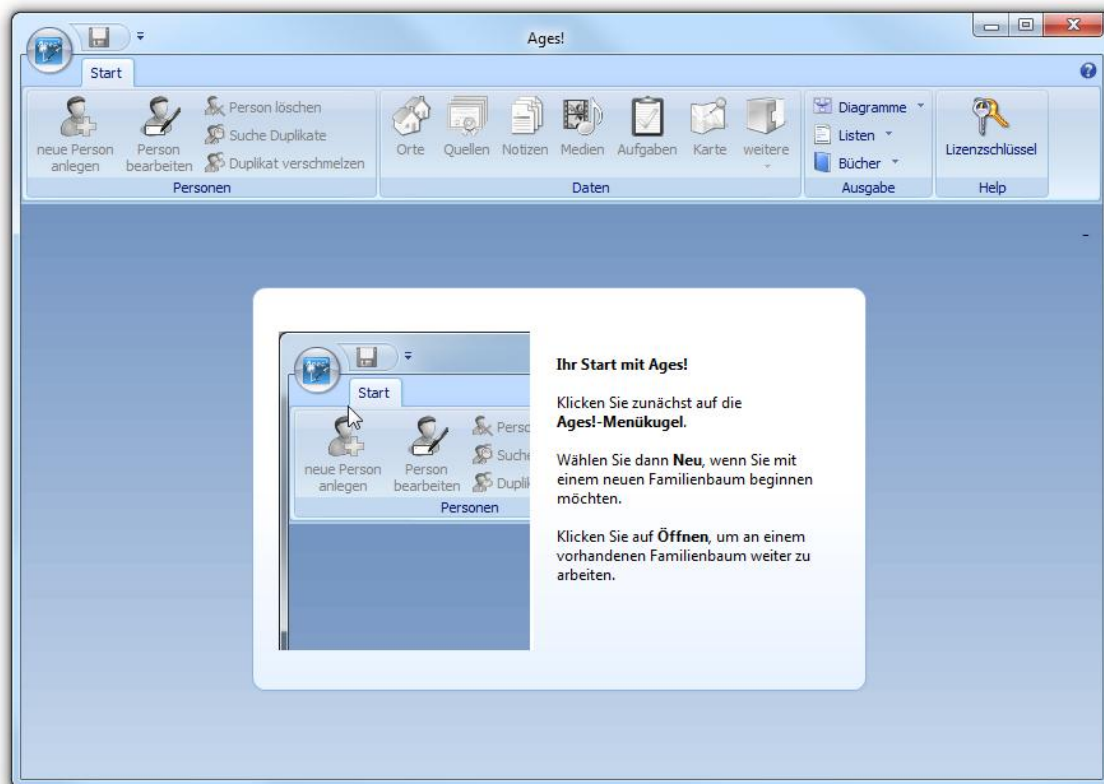 Ages!
Start
neue Person anlegen
Person bearbeiten
Person löschen
Suche Duplikate
Duplikat verschmelzen
Personen
Orte
Quellen
Notizen
Medien
Aufgaben
Karte
weitere
Daten
Diagramme
Listen
Bücher
Ausgabe
Lizenzschlüssel
Help
Start
neue Person
anlegen
Person
bearbeiten
Perso
Suche
Duplik
Personen
Ihr Start mit Ages!
Klicken Sie zunächst auf die
Ages!-Menükugel.
Wählen Sie dann Neu, wenn Sie mit
einem neuen Familienbaum beginnen
möchten.
Klicken Sie auf Öffnen, um an einem
vorhandenen Familienbaum weiter zu
arbeiten.